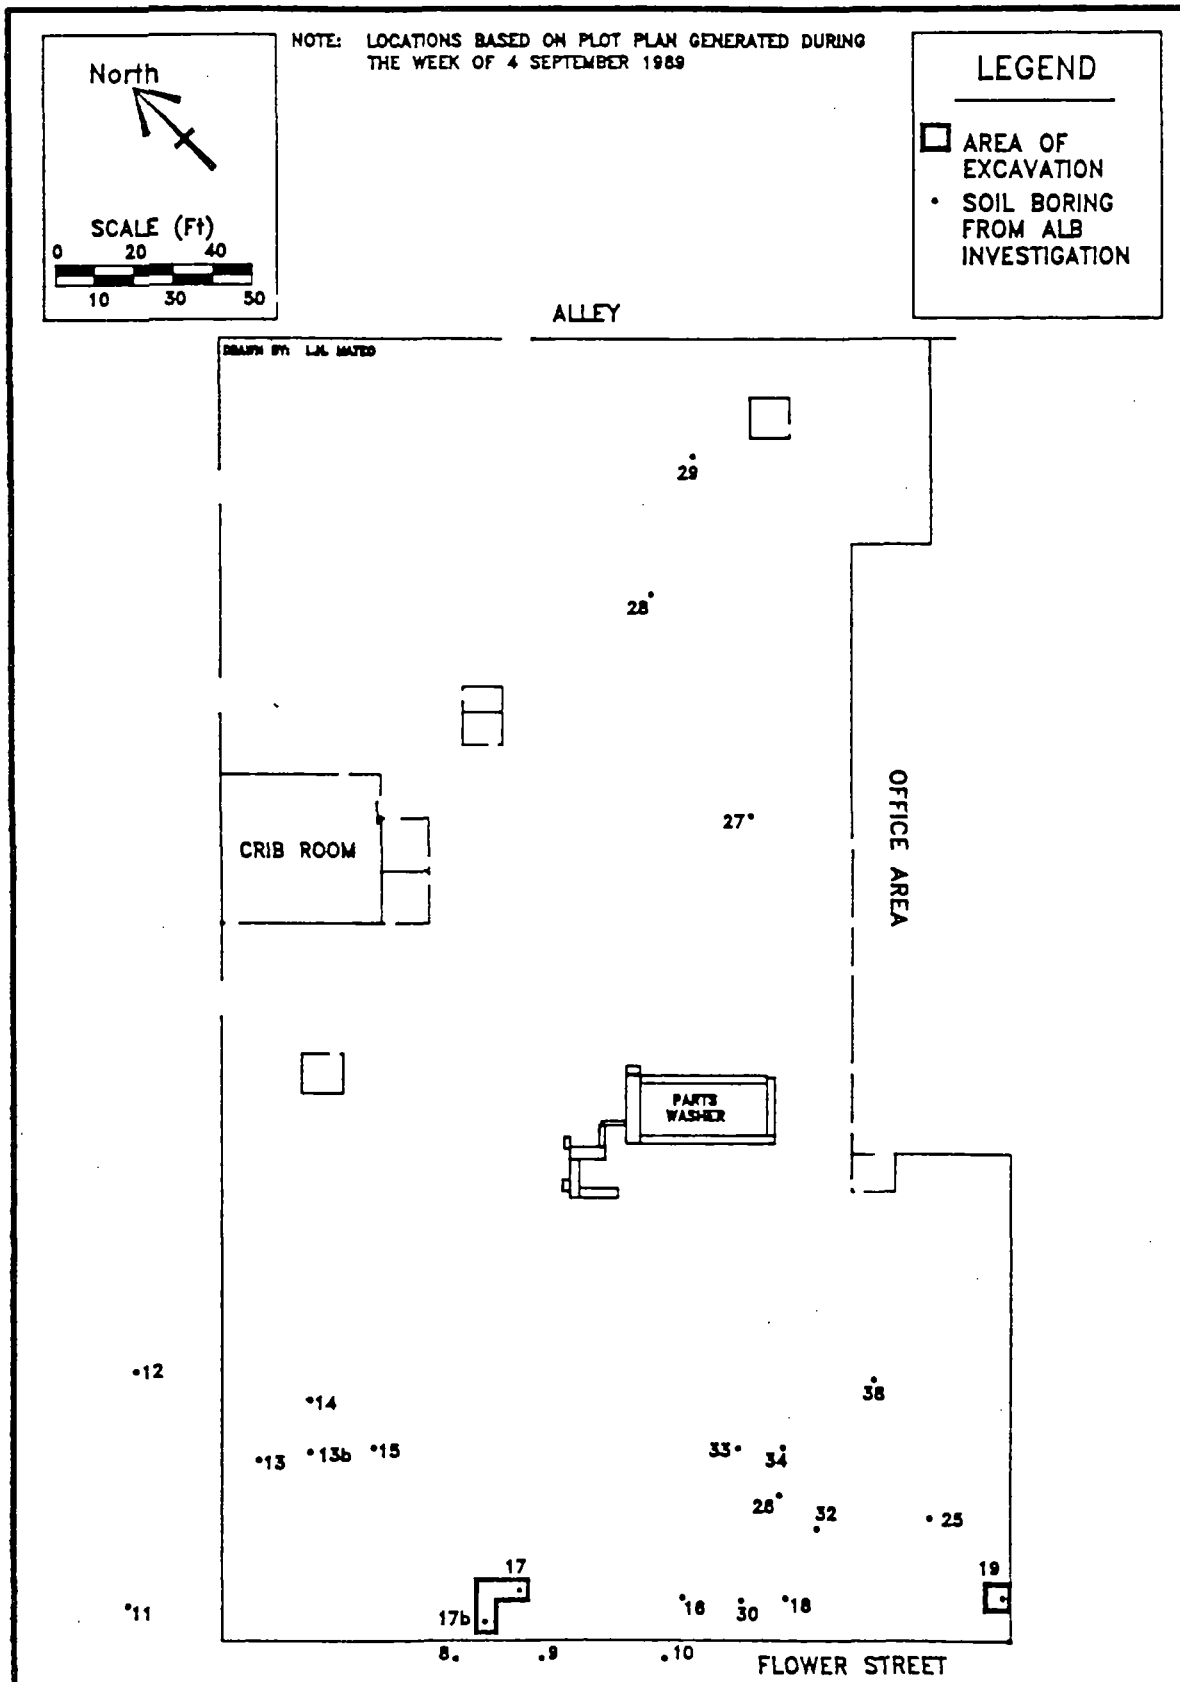 NOTE: LOCATIONS BASED ON PLOT PLAN GENERATED DURING
THE WEEK OF 4 SEPTEMBER 1989
North
SCALE (Ft)
0 20 40
10 30 50
LEGEND
AREA OF
EXCAVATION
SOIL BORING
FROM ALB
INVESTIGATION
ALLEY
DRAWN BY: L.M. MATEO
29
28
27
CRIB ROOM
OFFICE AREA
PARTS
WASHER
12
14
38
13
13b
15
33
34
26
32
25
17
19
11
17b
16
30
18
8
9
10
FLOWER STREET